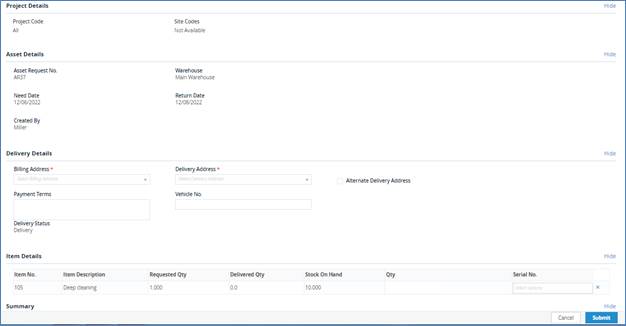 Project Details Hide
Project Code Site Codes
All Not Available
Asset Details Hide
Asset Request No. Warehouse
AR37 Main Warehouse
Need Date Return Date
12/06/2022 12/08/2022
Created By
Miller
Delivery Details Hide
Billing Address * Delivery Address *
Select Billing Address Select Delivery Address Alternate Delivery Address
Payment Terms Vehicle No.
Delivery Status
Delivery
Item Details Hide
Item No. Item Description Requested Qty Delivered Qty Stock On Hand Qty Serial No.
105 Deep cleaning 1.000 0.0 10.000 Select options ×
Summary Hide
Cancel Submit